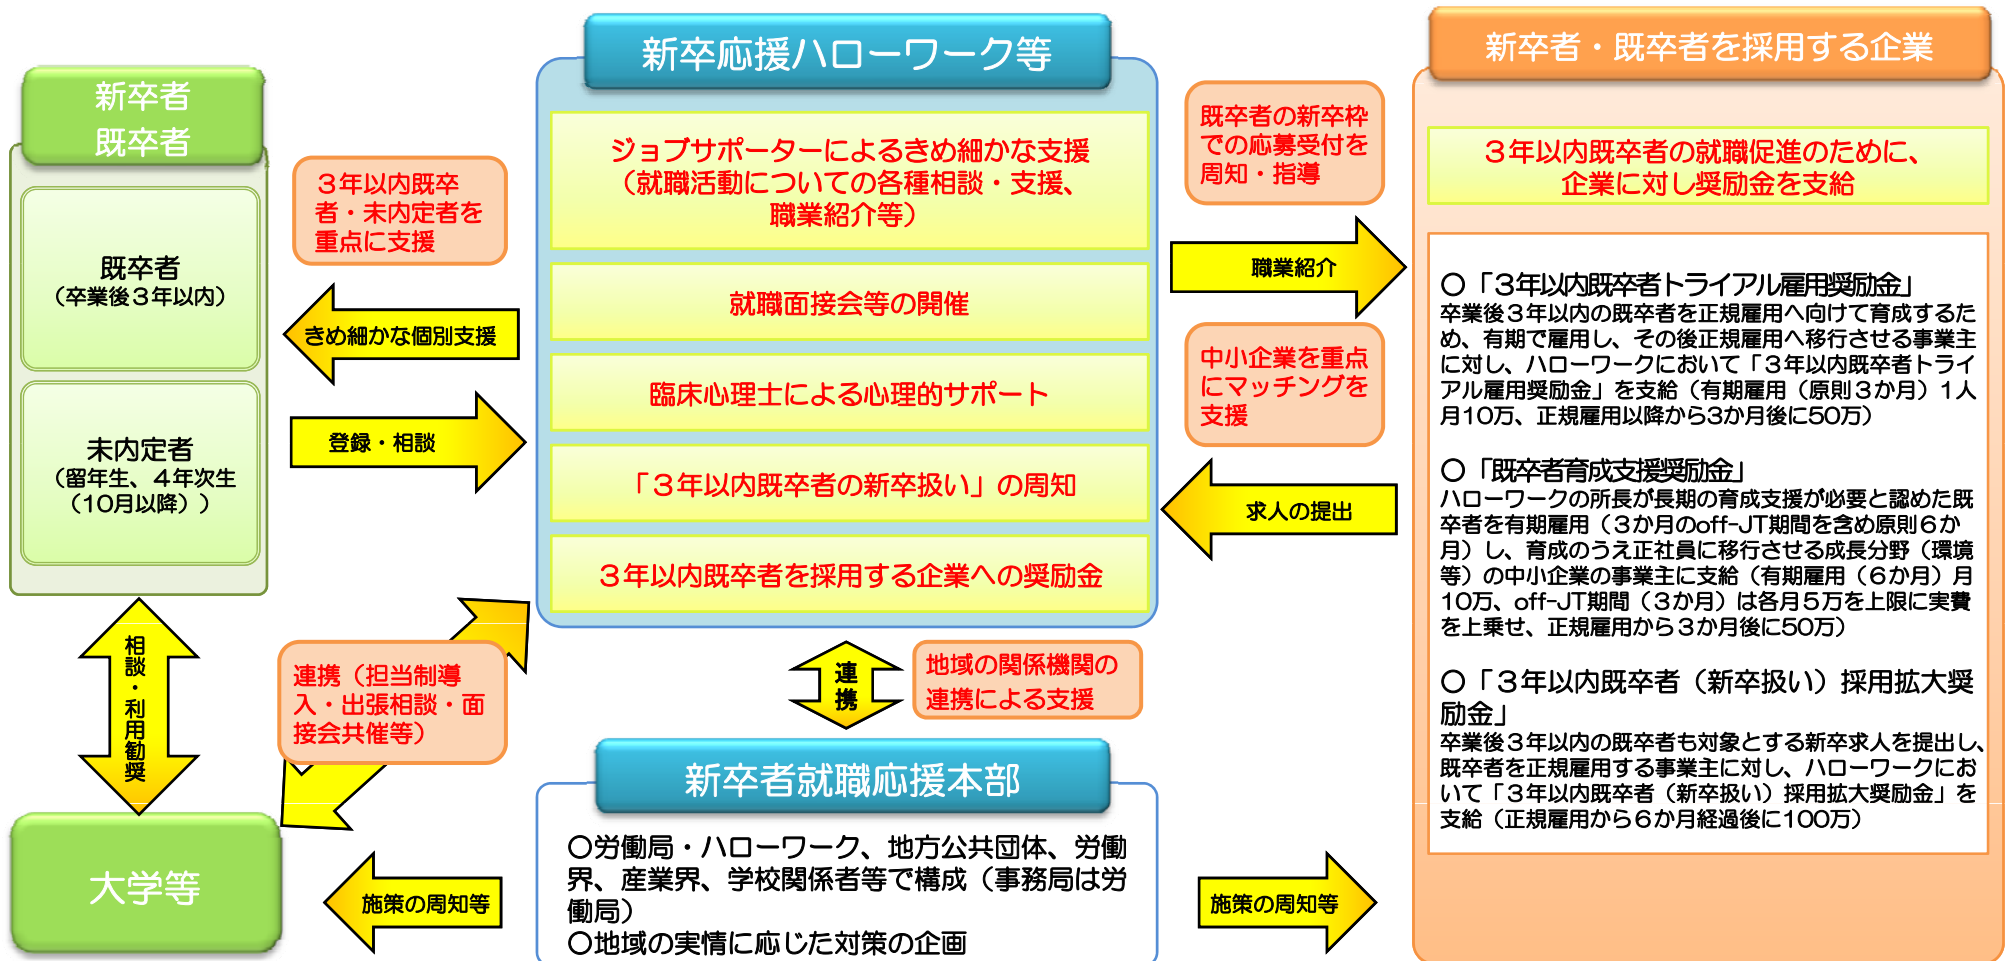 新卒者
既卒者
既卒者
（卒業後３年以内）
未内定者
（留年生、４年次生
（10月以降））
３年以内既卒
者・未内定者を
重点に支援
きめ細かな個別支援
登録・相談
相談・利用勧奨
連携（担当制導
入・出張相談・面
接会共催等）
大学等
新卒応援ハローワーク等
ジョブサポーターによるきめ細かな支援
（就職活動についての各種相談・支援、
職業紹介等）
就職面接会等の開催
臨床心理士による心理的サポート
「３年以内既卒者の新卒扱い」の周知
３年以内既卒者を採用する企業への奨励金
連携
地域の関係機関の
連携による支援
新卒者就職応援本部
○労働局・ハローワーク、地方公共団体、労働
界、産業界、学校関係者等で構成（事務局は労
働局）
○地域の実情に応じた対策の企画
施策の周知等
施策の周知等
既卒者の新卒枠
での応募受付を
周知・指導
職業紹介
中小企業を重点
にマッチングを
支援
求人の提出
新卒者・既卒者を採用する企業
３年以内既卒者の就職促進のために、
企業に対し奨励金を支給
○「３年以内既卒者トライアル雇用奨励金」
卒業後３年以内の既卒者を正規雇用へ向けて育成するた
め、有期で雇用し、その後正規雇用へ移行させる事業主
に対し、ハローワークにおいて「３年以内既卒者トライ
アル雇用奨励金」を支給（有期雇用（原則３か月）１人
月10万、正規雇用以降から3か月後に50万）
○「既卒者育成支援奨励金」
ハローワークの所長が長期の育成支援が必要と認めた既
卒者を有期雇用（３か月のoff-JT期間を含め原則６か
月）し、育成のうえ正社員に移行させる成長分野（環境
等）の中小企業の事業主に支給（有期雇用（６か月）月
10万、off-JT期間（３か月）は各月５万を上限に実費
を上乗せ、正規雇用から３か月後に50万）
○「３年以内既卒者（新卒扱い）採用拡大奨
励金」
卒業後３年以内の既卒者も対象とする新卒求人を提出し、
既卒者を正規雇用する事業主に対し、ハローワークにお
いて「３年以内既卒者（新卒扱い）採用拡大奨励金」を
支給（正規雇用から６か月経過後に100万）